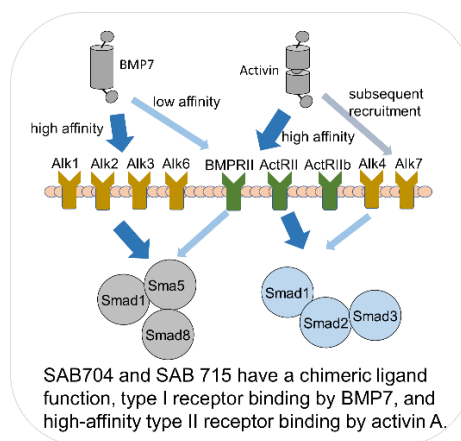 BMP7
Activin
low affinity
subsequent
recruitment
high affinity
high affinity
Alk1 Alk2 Alk3 Alk6 BMPRII ActRII ActRIIb Alk4 Alk7
Sma5
Smad1
Smad8
Smad1
Smad2
Smad3
SAB704 and SAB 715 have a chimeric ligand
function, type I receptor binding by BMP7, and
high-affinity type II receptor binding by activin A.